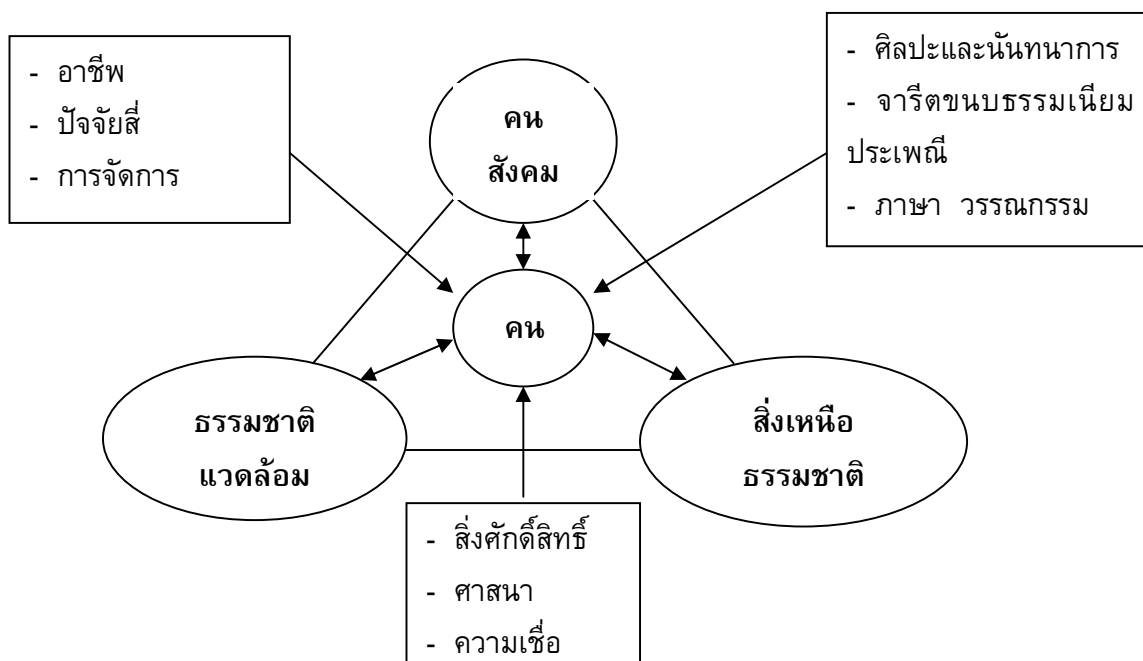 - อาชีพ
- ปัจจัยสี่
- การจัดการ
คน
สังคม
- ศิลปะและนันทนาการ
- จารีตขนบธรรมเนียม
ประเพณี
- ภาษา วรรณกรรม
คน
ธรรมชาติ
แวดล้อม
สิ่งเหนือ
ธรรมชาติ
- สิ่งศักดิ์สิทธิ์
- ศาสนา
- ความเชื่อ